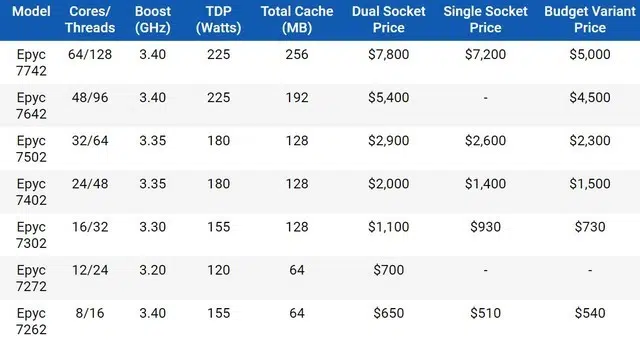 Model Cores/ Threads Boost (GHz) TDP (Watts) Total Cache (MB) Dual Socket Price Single Socket Price Budget Variant Price
Epyc 7742 64/128 3.40 225 256 $7,800 $7,200 $5,000
Epyc 7642 48/96 3.40 225 192 $5,400 - $4,500
Epyc 7502 32/64 3.35 180 128 $2,900 $2,600 $2,300
Epyc 7402 24/48 3.35 180 128 $2,000 $1,400 $1,500
Epyc 7302 16/32 3.30 155 128 $1,100 $930 $730
Epyc 7272 12/24 3.20 120 64 $700 - -
Epyc 7262 8/16 3.40 155 64 $650 $510 $540